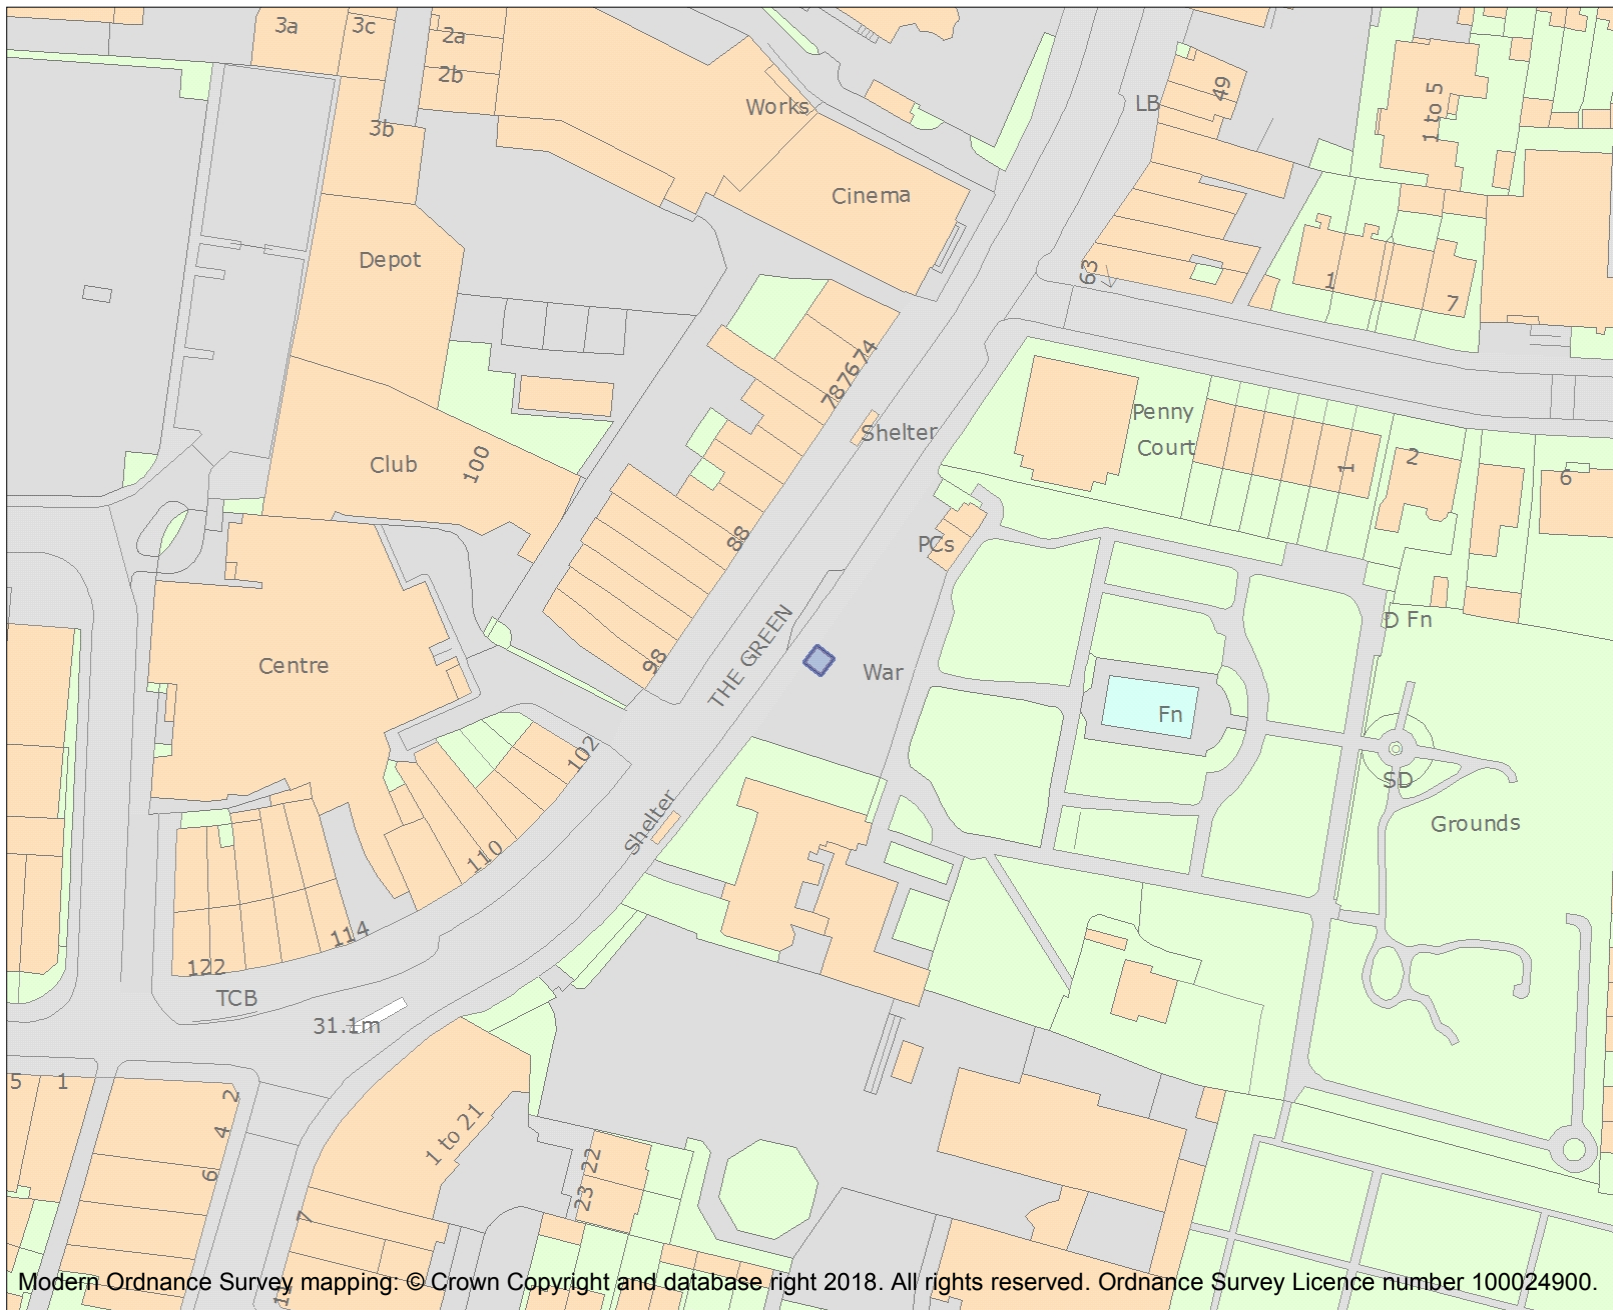 3a
3c
2a
2b
3b
Works
Cinema
LB
49
1 to 5
Depot
63
1
7
74
76
78
Shelter
Penny
Court
1
2
6
Club
100
88
PCs
THE GREEN
98
War
D Fn
Centre
Fn
SD
Grounds
102
Shelter
110
114
122
TCB
31.1m
5
1
2
4
6
1 to 21
22
23
7
Modern Ordnance Survey mapping: © Crown Copyright and database right 2018. All rights reserved. Ordnance Survey Licence number 100024900.